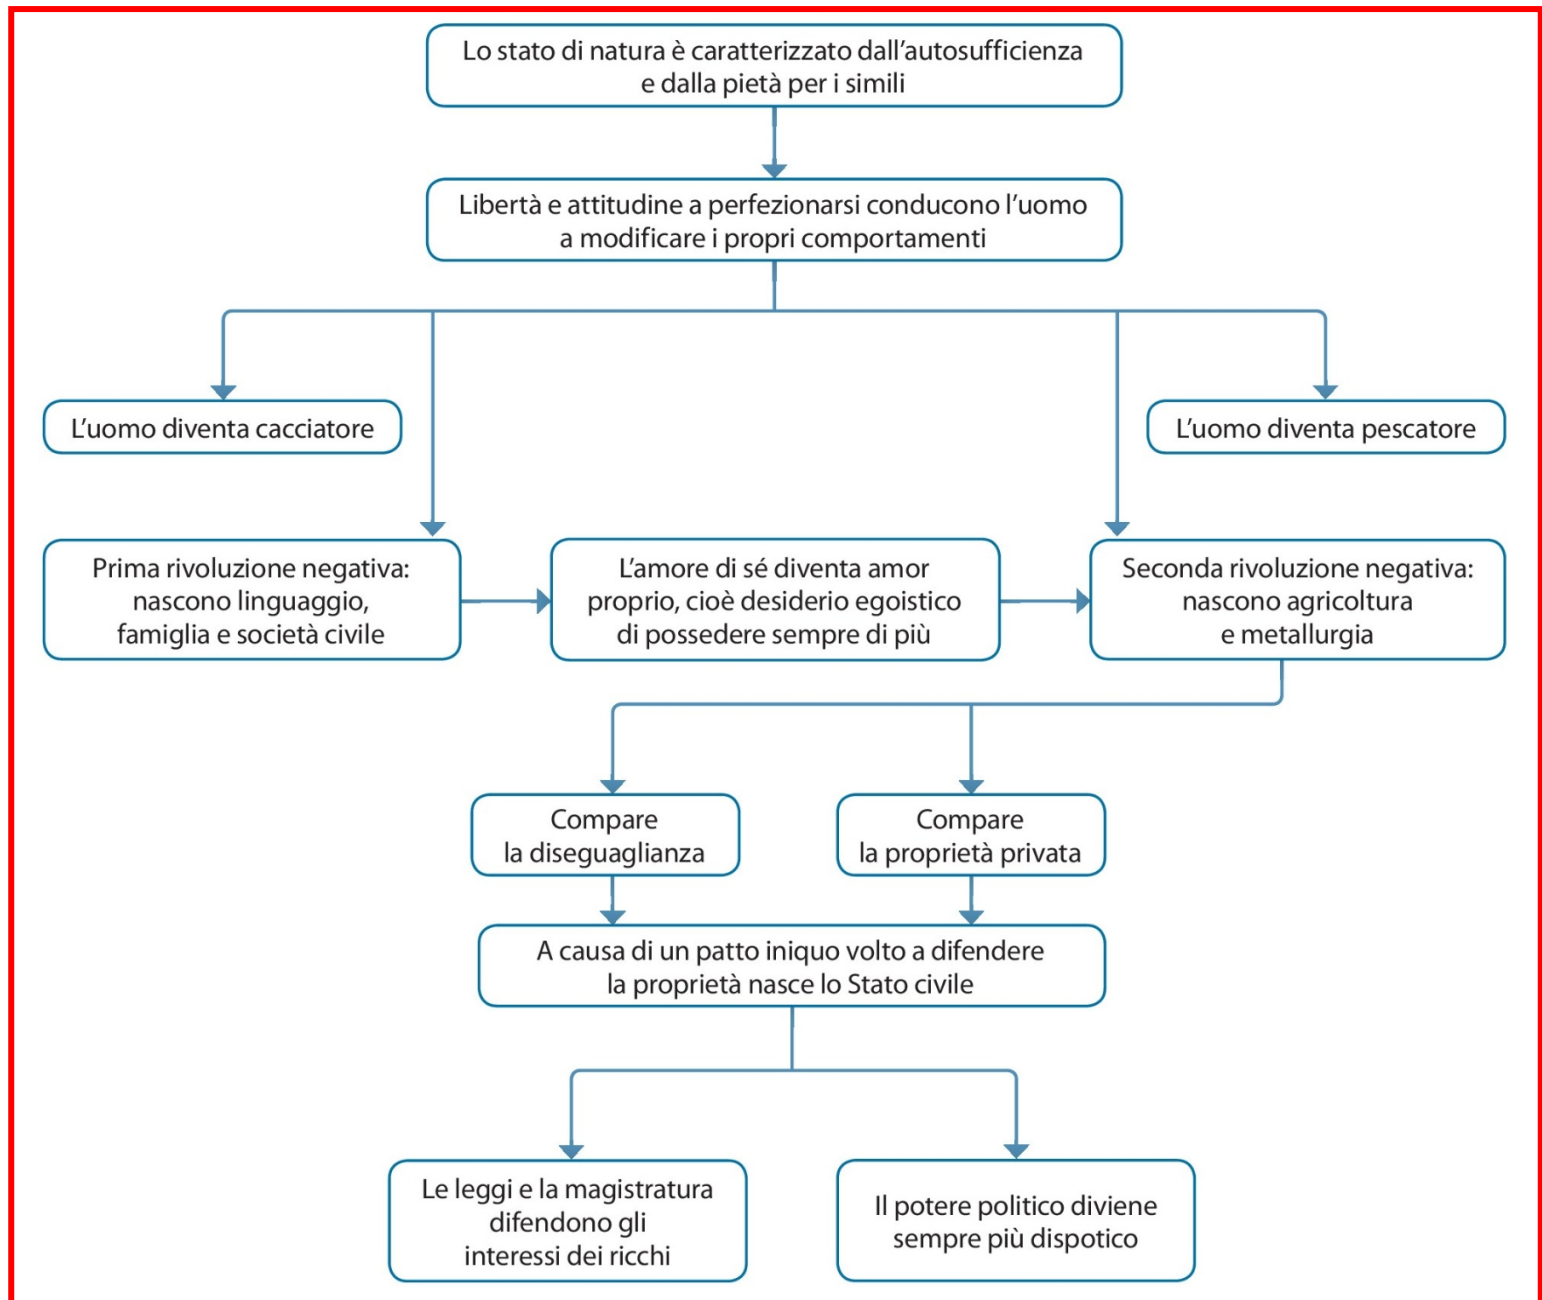 Lo stato di natura è caratterizzato dall’autosufficienza
e dalla pietà per i simili
Libertà e attitudine a perfezionarsi conducono l’uomo
a modificare i propri comportamenti
L’uomo diventa cacciatore
L’uomo diventa pescatore
Prima rivoluzione negativa:
nascono linguaggio,
famiglia e società civile
L’amore di sé diventa amor
proprio, cioè desiderio egoistico
di possedere sempre di più
Seconda rivoluzione negativa:
nascono agricoltura
e metallurgia
Compare
la diseguaglianza
Compare
la proprietà privata
A causa di un patto iniquo volto a difendere
la proprietà nasce lo Stato civile
Le leggi e la magistratura
difendono gli
interessi dei ricchi
Il potere politico diviene
sempre più dispotico